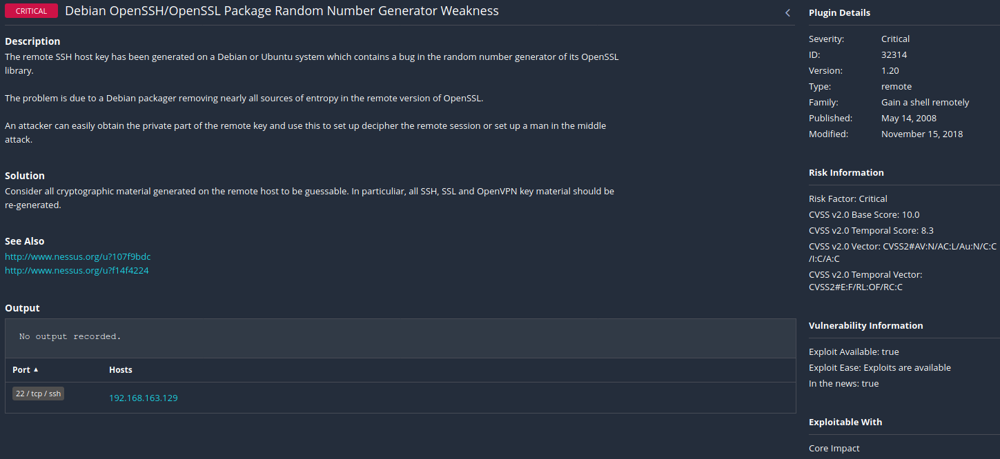 CRITICAL Debian OpenSSH/OpenSSL Package Random Number Generator Weakness
Description
The remote SSH host key has been generated on a Debian or Ubuntu system which contains a bug in the random number generator of its OpenSSL
library.
The problem is due to a Debian packager removing nearly all sources of entropy in the remote version of OpenSSL.
An attacker can easily obtain the private part of the remote key and use this to set up decipher the remote session or set up a man in the middle
attack.
Solution
Consider all cryptographic material generated on the remote host to be guessable. In particuliar, all SSH, SSL and OpenVPN key material should be
re-generated.
See Also
http://www.nessus.org/u?107f9bdc
http://www.nessus.org/u?f14f4224
Output
No output recorded.
Port ▲ Hosts
22 / tcp / ssh 192.168.163.129
Plugin Details
Severity: Critical
ID: 32314
Version: 1.20
Type: remote
Family: Gain a shell remotely
Published: May 14, 2008
Modified: November 15, 2018
Risk Information
Risk Factor: Critical
CVSS v2.0 Base Score: 10.0
CVSS v2.0 Temporal Score: 8.3
CVSS v2.0 Vector: CVSS2#AV:N/AC:L/Au:N/C:C
/I:C/A:C
CVSS v2.0 Temporal Vector:
CVSS2#E:F/RL:OF/RC:C
Vulnerability Information
Exploit Available: true
Exploit Ease: Exploits are available
In the news: true
Exploitable With
Core Impact